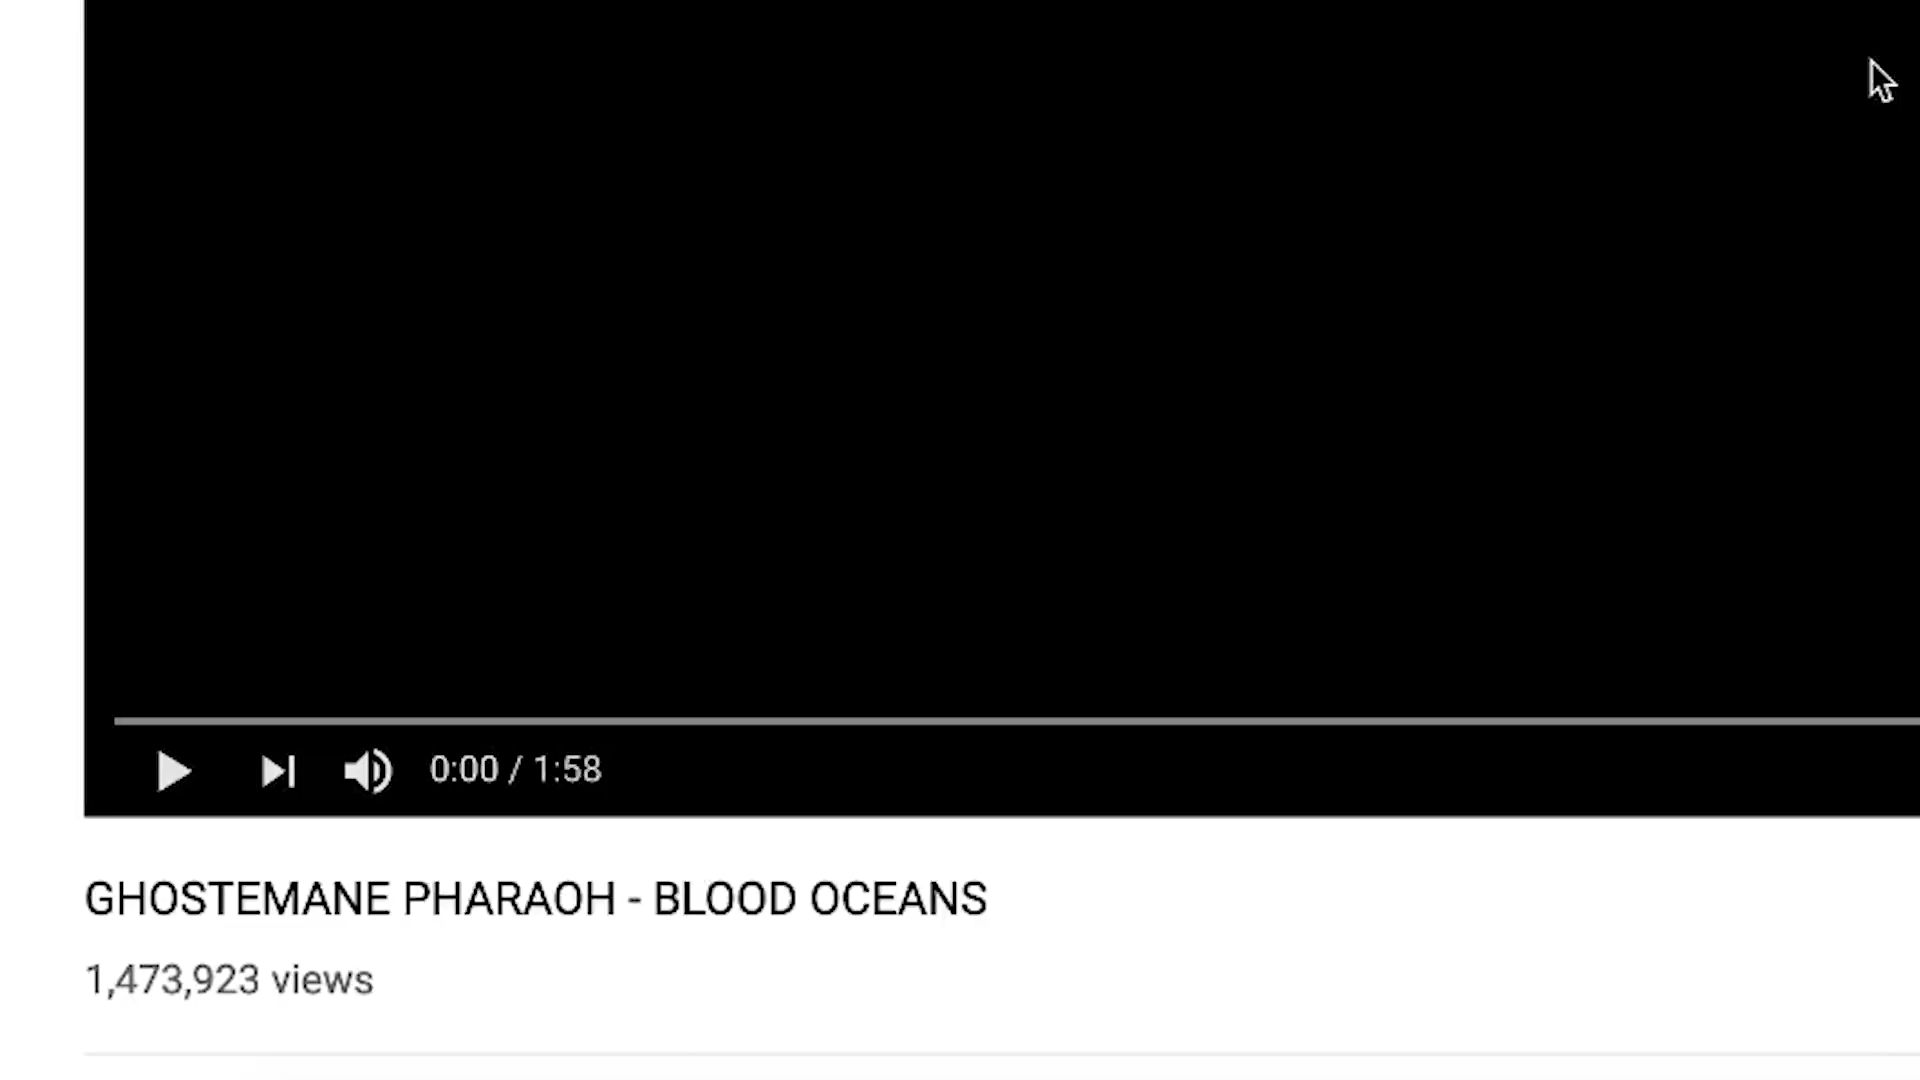 0:00 / 1:58
GHOSTEMANE PHARAOH - BLOOD OCEANS
1,473,923 views